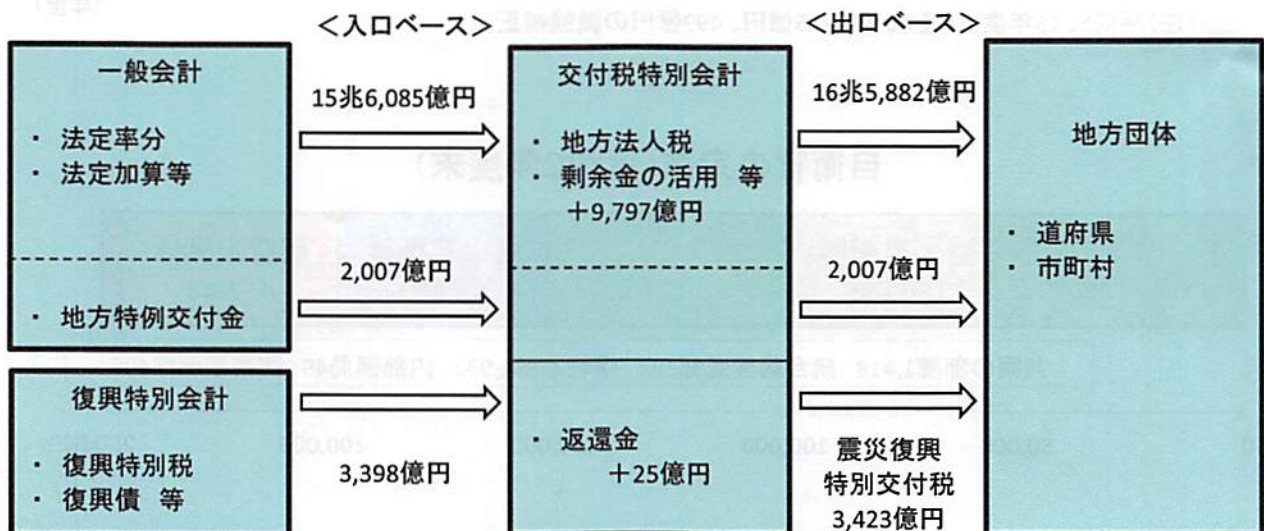 ＜入口ベース＞
＜出口ベース＞
一般会計
・ 法定率分
・ 法定加算等
・ 地方特例交付金
15兆6,085億円
2,007億円
交付税特別会計
・ 地方法人税
・ 剰余金の活用 等
＋9,797億円
16兆5,882億円
2,007億円
地方団体
・ 道府県
・ 市町村
復興特別会計
・ 復興特別税
・ 復興債 等
3,398億円
・ 返還金
＋25億円
震災復興
特別交付税
3,423億円